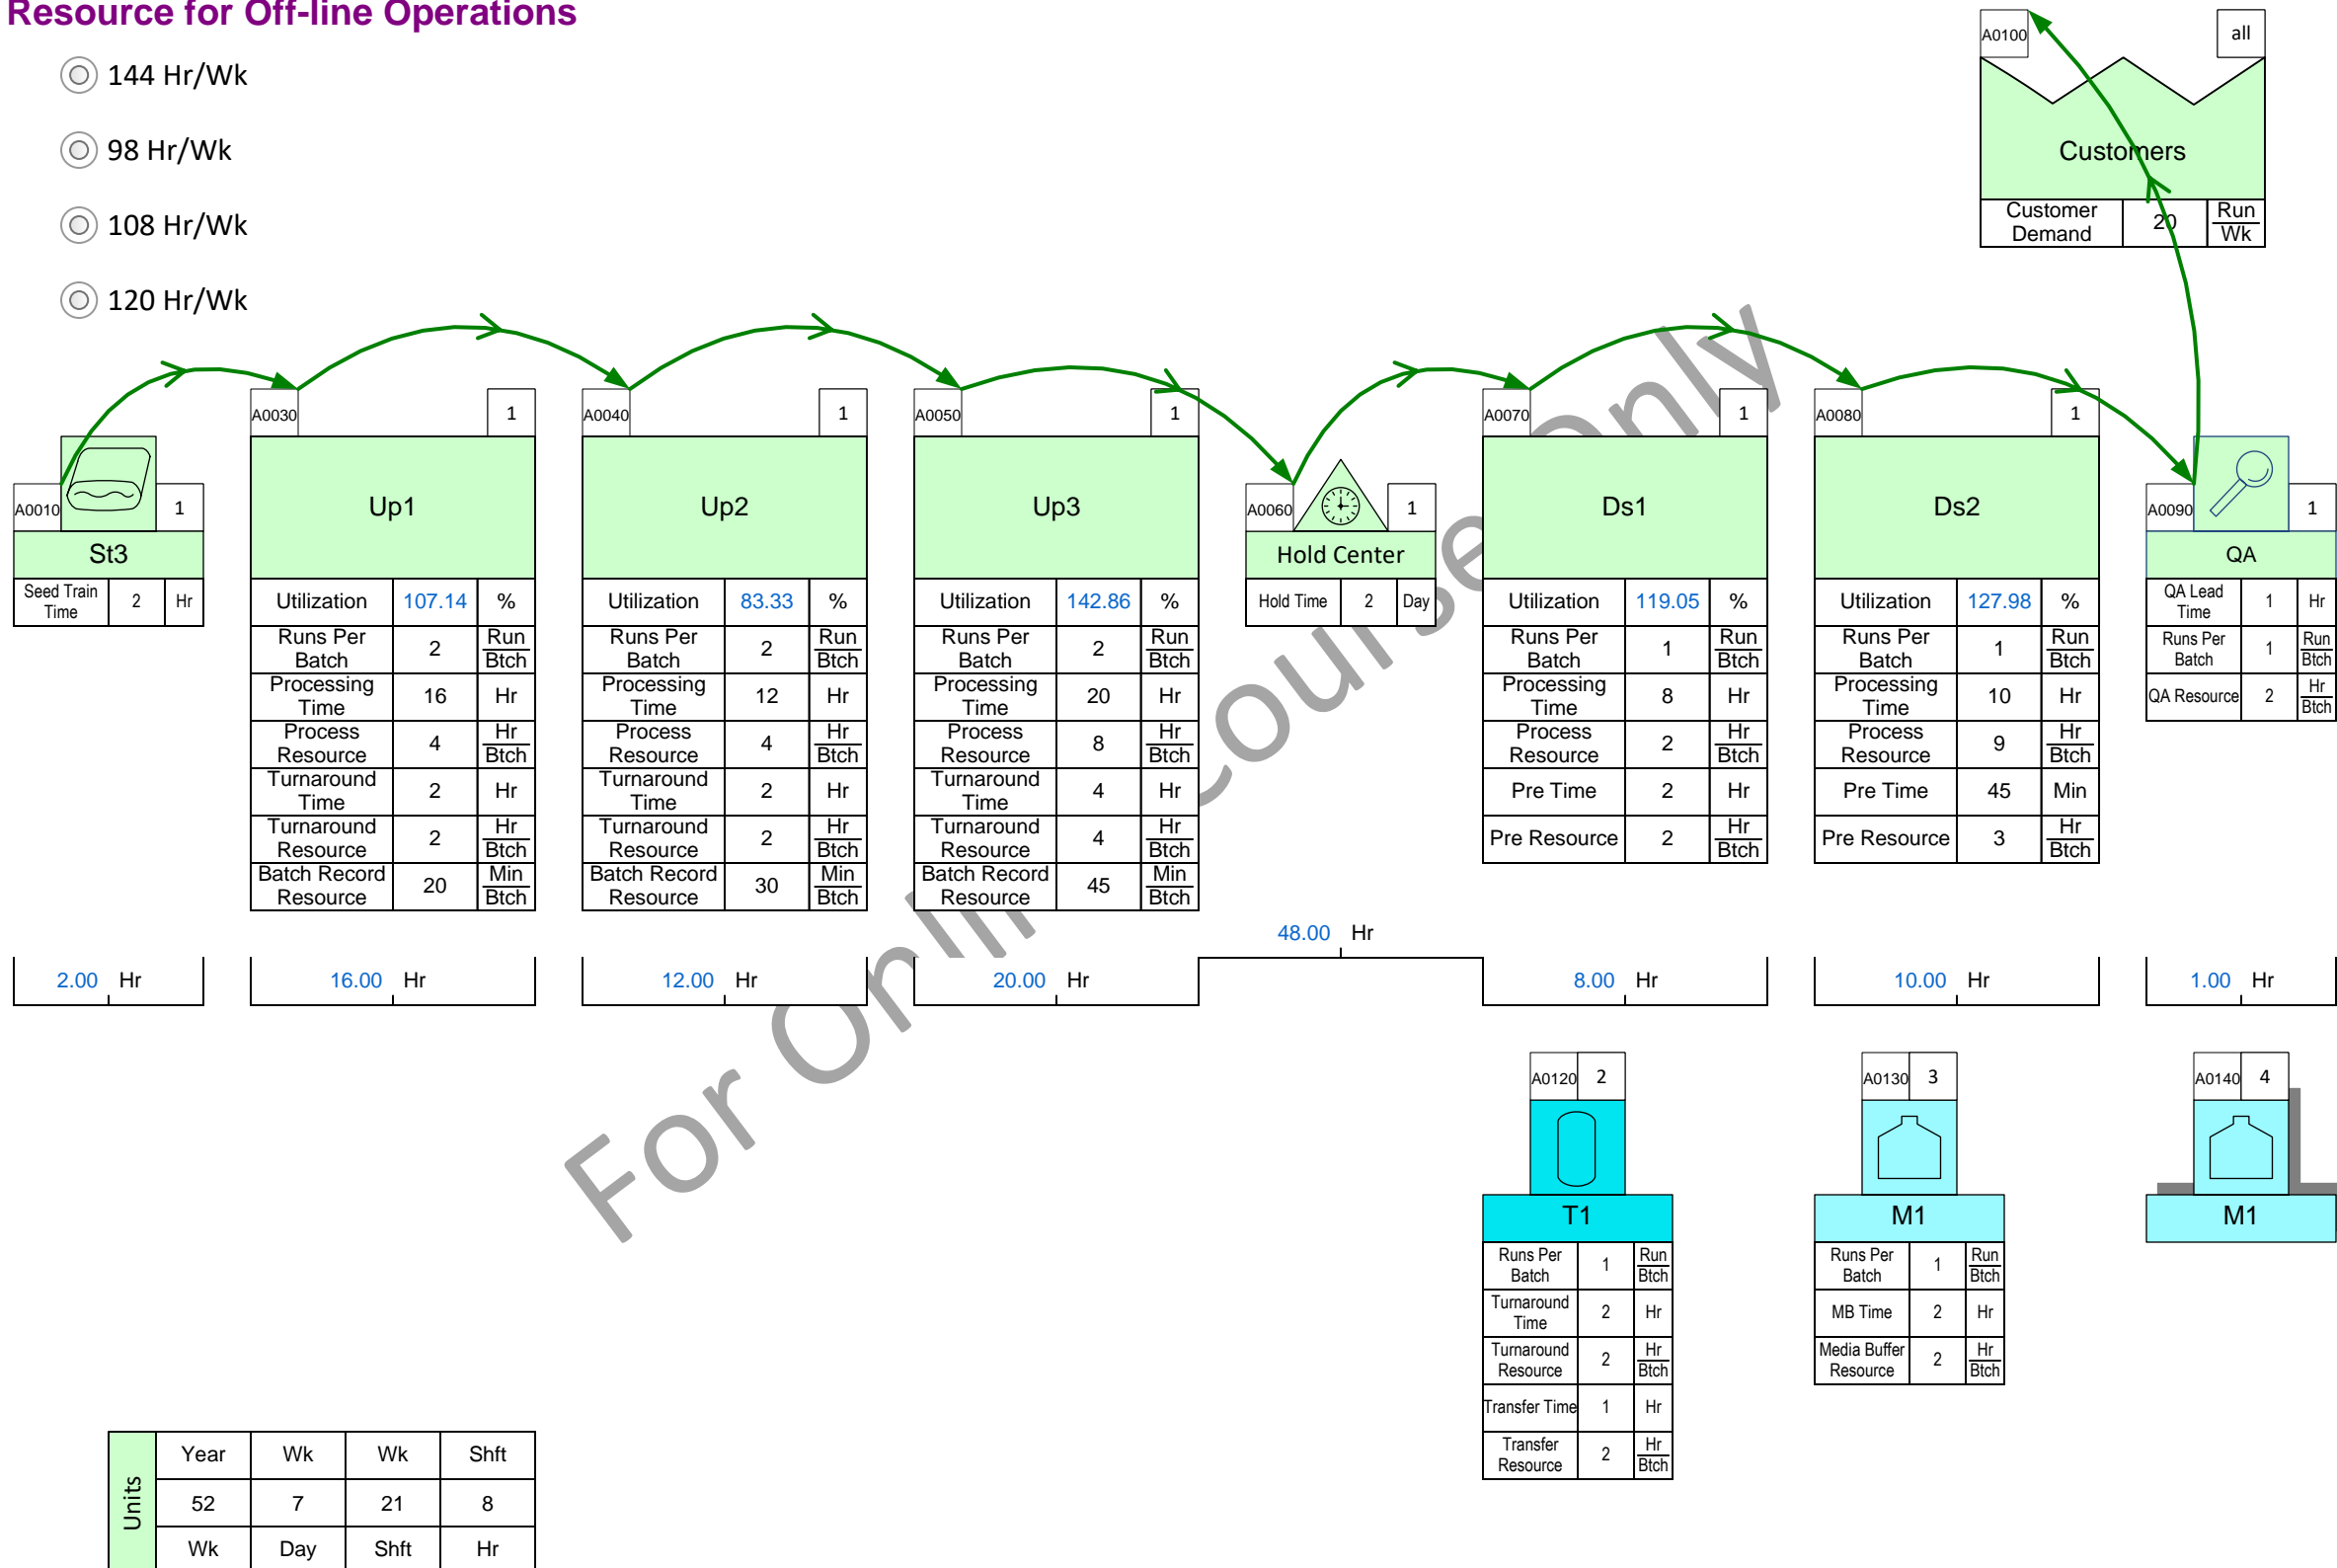 Resource for Off-line Operations
144 Hr/Wk
98 Hr/Wk
108 Hr/Wk
120 Hr/Wk
A0100
all
Customers
Customer Demand 20 Run Wk
A0010
1
St3
Seed Train Time 2 Hr
A0030
1
Up1
Utilization 107.14 %
Runs Per Batch 2 Run Btch
Processing Time 16 Hr
Process Resource 4 Hr Btch
Turnaround Time 2 Hr
Turnaround Resource 2 Hr Btch
Batch Record Resource 20 Min Btch
A0040
1
Up2
Utilization 83.33 %
Runs Per Batch 2 Run Btch
Processing Time 12 Hr
Process Resource 4 Hr Btch
Turnaround Time 2 Hr
Turnaround Resource 2 Hr Btch
Batch Record Resource 30 Min Btch
A0050
1
Up3
Utilization 142.86 %
Runs Per Batch 2 Run Btch
Processing Time 20 Hr
Process Resource 8 Hr Btch
Turnaround Time 4 Hr
Turnaround Resource 4 Hr Btch
Batch Record Resource 45 Min Btch
A0060
1
Hold Center
Hold Time 2 Day
A0070
1
Ds1
Utilization 119.05 %
Runs Per Batch 1 Run Btch
Processing Time 8 Hr
Process Resource 2 Hr Btch
Pre Time 2 Hr
Pre Resource 2 Hr Btch
A0080
1
Ds2
Utilization 127.98 %
Runs Per Batch 1 Run Btch
Processing Time 10 Hr
Process Resource 9 Hr Btch
Pre Time 45 Min
Pre Resource 3 Hr Btch
A0090
1
QA
QA Lead Time 1 Hr
Runs Per Batch 1 Run Btch
QA Resource 2 Hr Btch
2.00 Hr
16.00 Hr
12.00 Hr
20.00 Hr
48.00 Hr
8.00 Hr
10.00 Hr
1.00 Hr
A0120 2
T1
Runs Per Batch 1 Run Btch
Turnaround Time 2 Hr
Turnaround Resource 2 Hr Btch
Transfer Time 1 Hr
Transfer Resource 2 Hr Btch
A0130 3
M1
Runs Per Batch 1 Run Btch
MB Time 2 Hr
Media Buffer Resource 2 Hr Btch
A0140 4
M1
Units
Year Wk Wk Shft
52 7 21 8
Wk Day Shft Hr
For Online Course Only